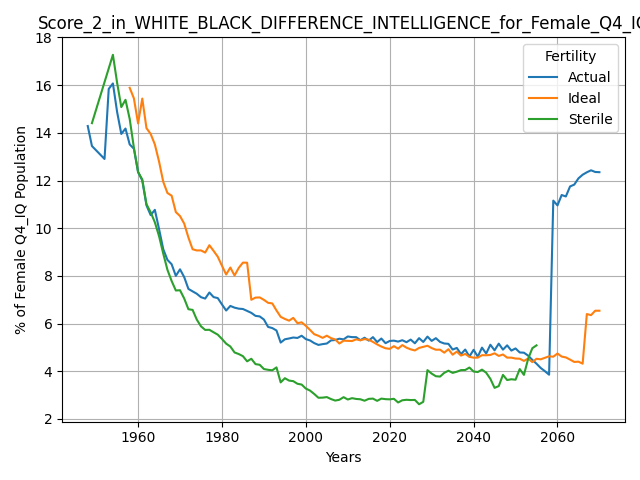 Score_2_in_WHITE_BLACK_DIFFERENCE_INTELLIGENCE_for_Female_Q4_IQ
18
16
14
12
10
8
6
4
2
% of Female Q4_IQ Population
Fertility
Actual
Ideal
Sterile
1960 1980 2000 2020 2040 2060
Years